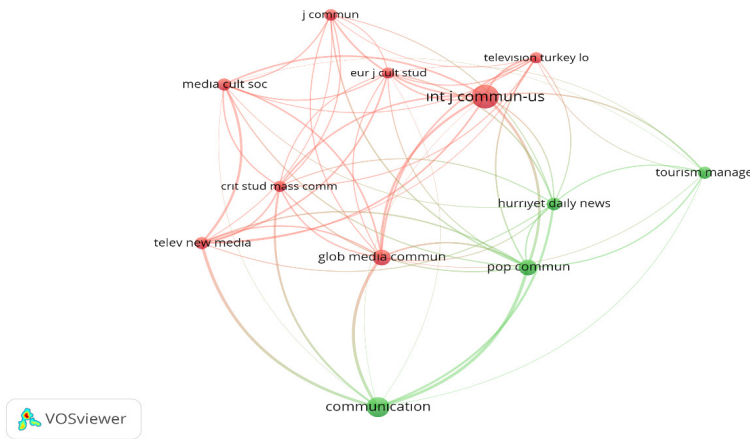 j commun
television turkey lo
eur j cult stud
media cult soc
int j commun-us
tourism manage
crit stud mass comm
hurriyet daily news
telev new media
glob media commun
pop commun
communication
VOSviewer